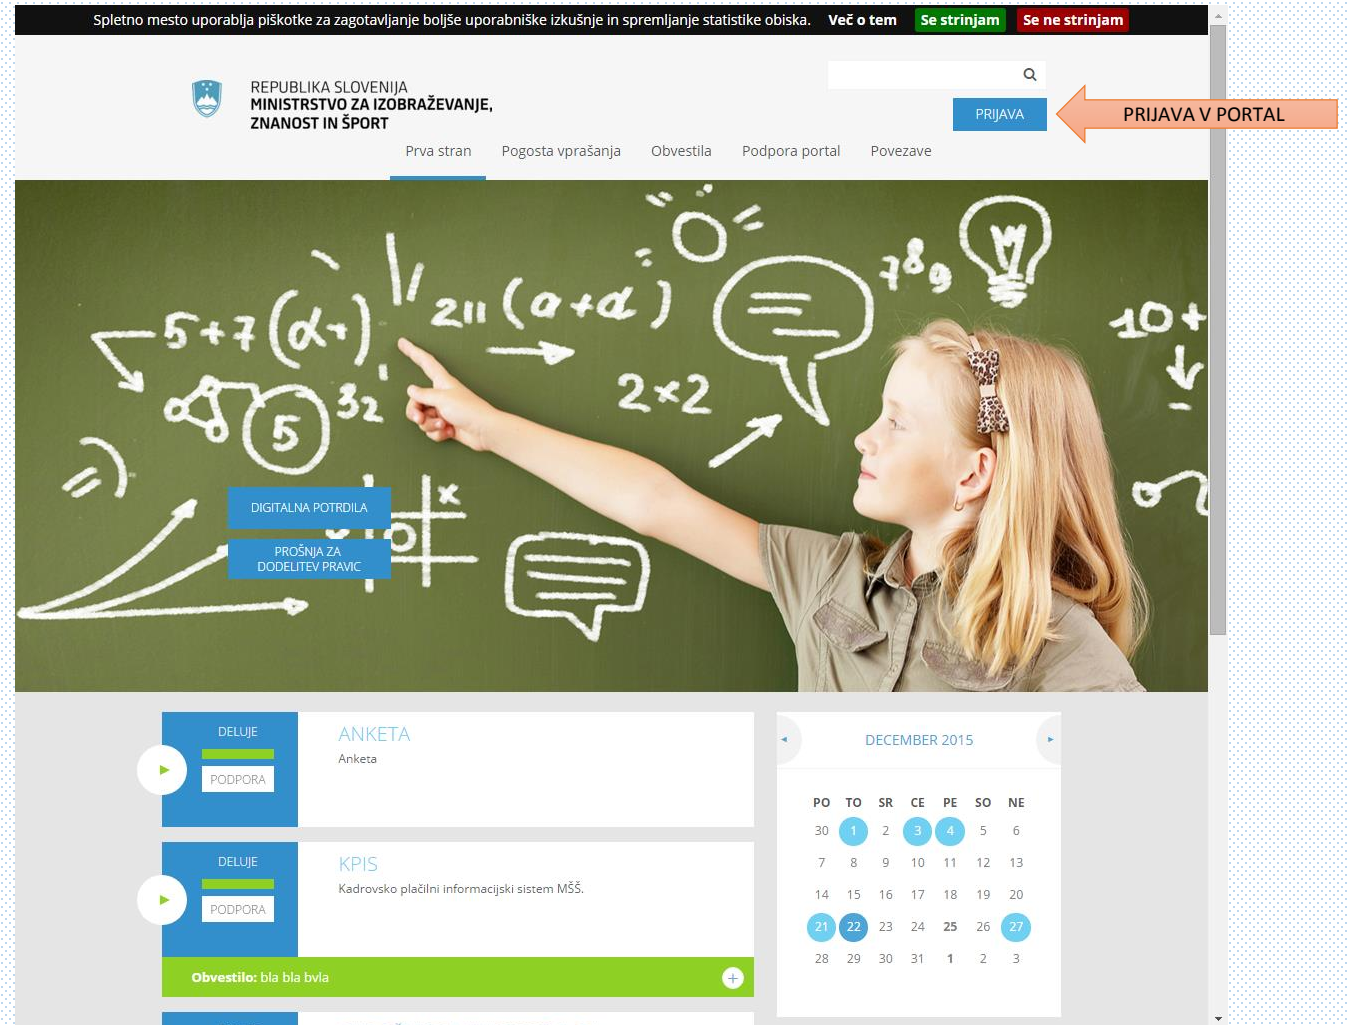 Spletno mesto uporablja piškotke za zagotavljanje boljše uporabniške izkušnje in spremljanje statistike obiska. Več o tem Se strinjam Se ne strinjam
REPUBLIKA SLOVENIJA
MINISTRSTVO ZA IZOBRAŽEVANJE,
ZNANOST IN ŠPORT
PRIJAVA
PRIJAVA V PORTAL
Prva stran Pogosta vprašanja Obvestila Podpora portal Povezave
789
5+7(α+)
211(a+α)
10+
2×2
32
5
x
DIGITALNA POTRDILA
PROŠNJA ZA
DODELITEV PRAVIC
DELUJE
PODPORA
ANKETA
Anketa
DELUJE
PODPORA
KPIS
Kadrovsko plačilni informacijski sistem MŠŠ.
Obvestilo: bla bla bvla
DECEMBER 2015
PO TO SR CE PE SO NE
30 1 2 3 4 5 6
7 8 9 10 11 12 13
14 15 16 17 18 19 20
21 22 23 24 25 26 27
28 29 30 31 1 2 3